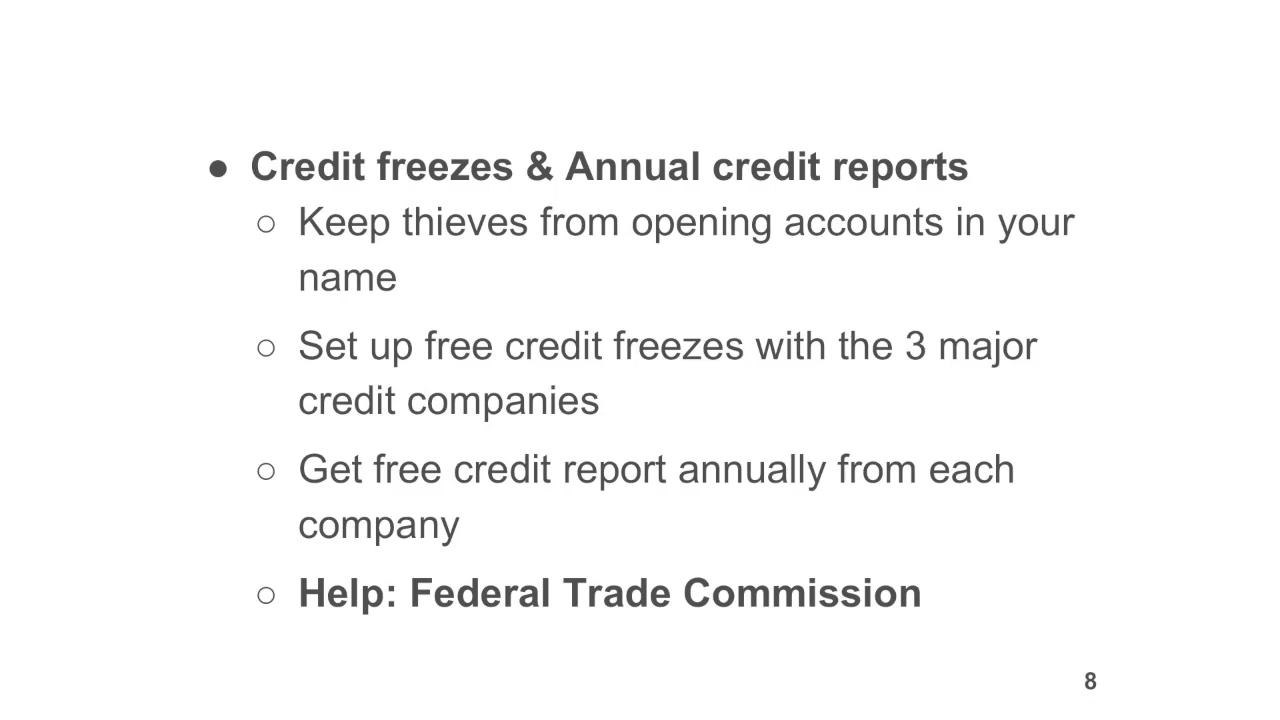 ● Credit freezes & Annual credit reports
○ Keep thieves from opening accounts in your
name
○ Set up free credit freezes with the 3 major
credit companies
○ Get free credit report annually from each
company
○ Help: Federal Trade Commission
8